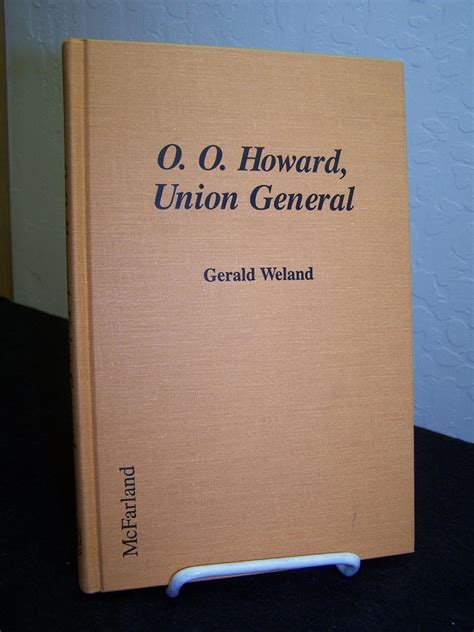 O. O. Howard,
Union General
Gerald Weland
McFarland